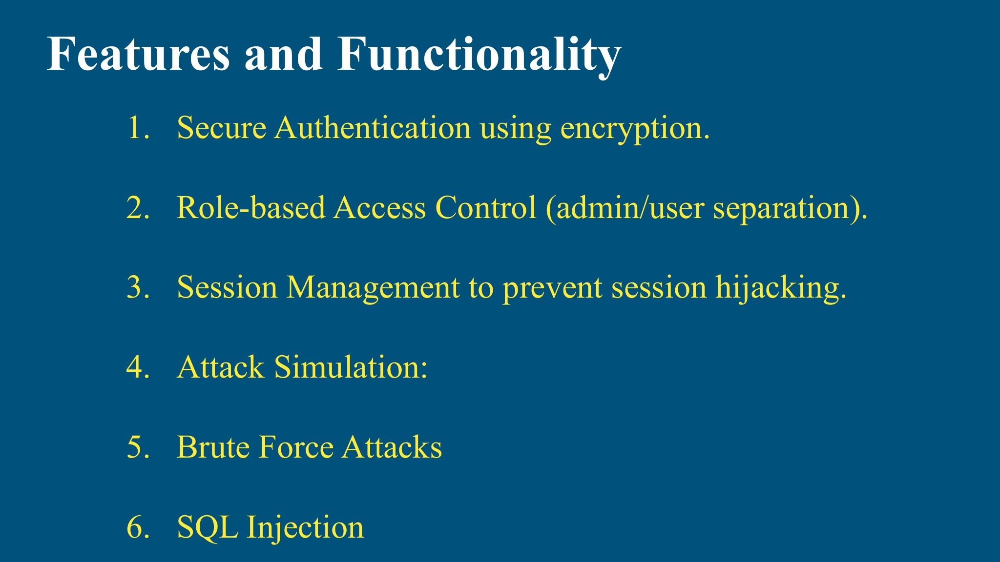 Features and Functionality
1. Secure Authentication using encryption.
2. Role-based Access Control (admin/user separation).
3. Session Management to prevent session hijacking.
4. Attack Simulation:
5. Brute Force Attacks
6. SQL Injection